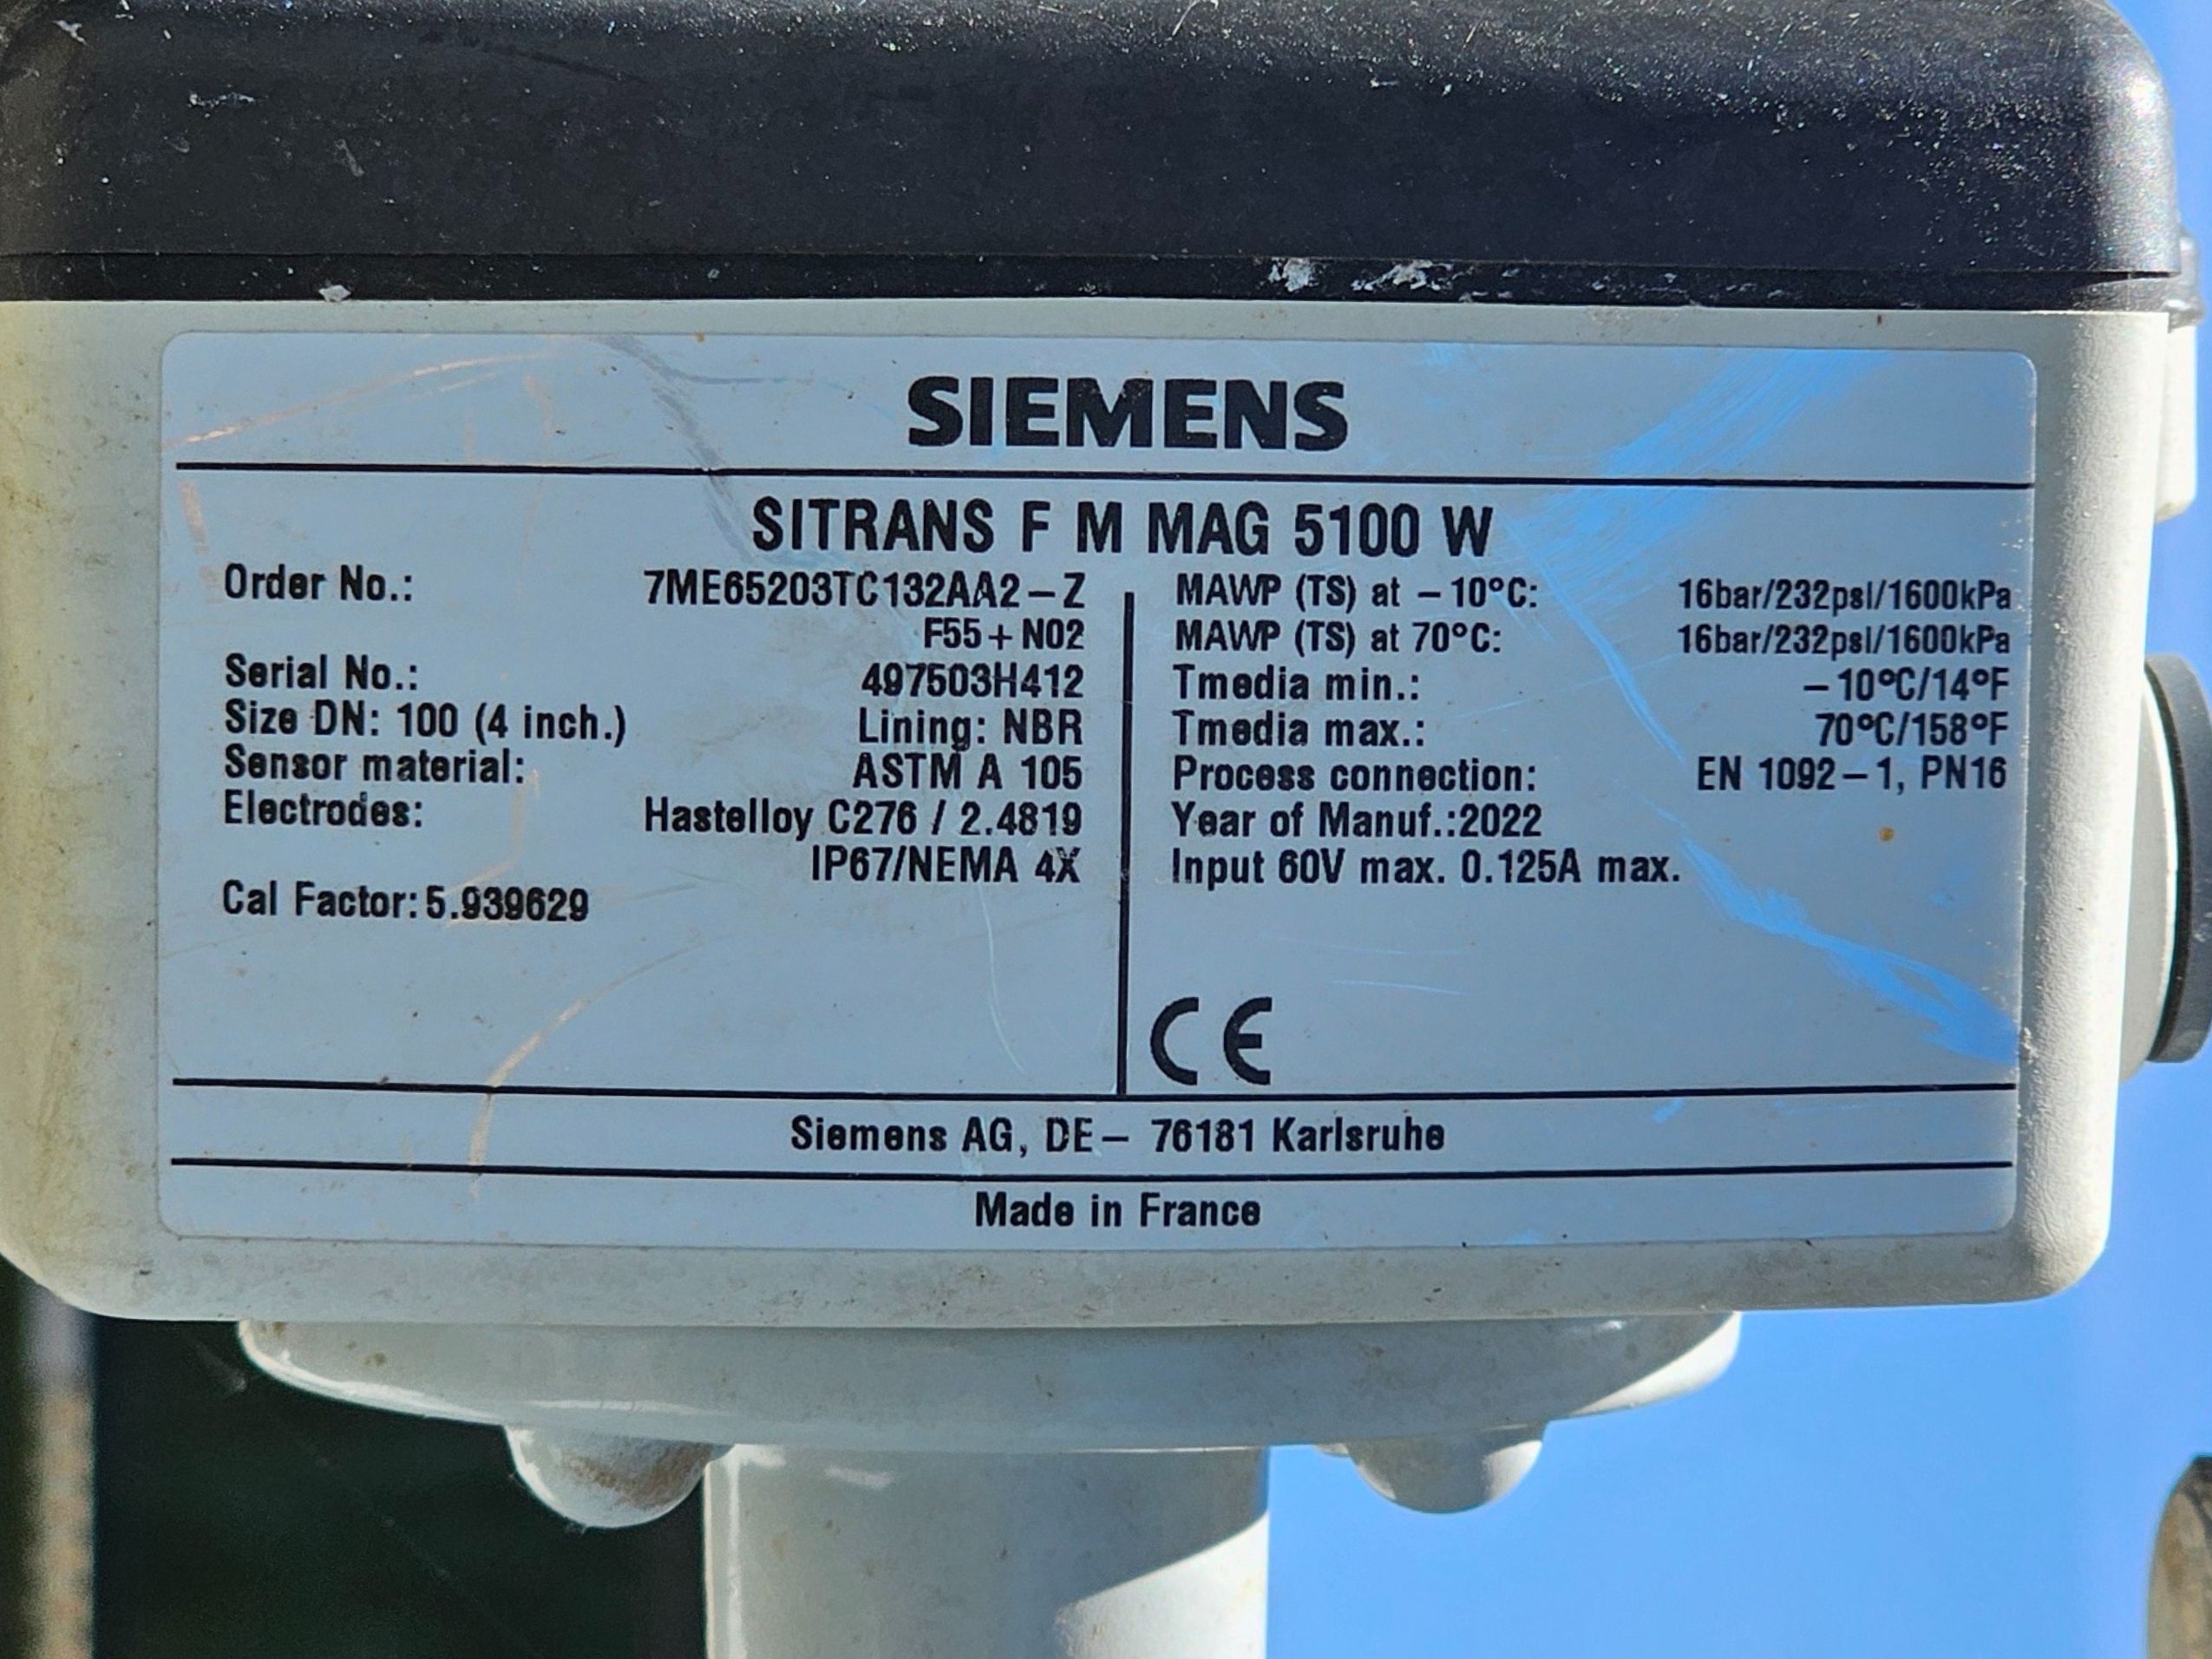 SIEMENS
SITRANS F M MAG 5100 W
Order No.: 7ME65203TC132AA2-Z
F55+N02
Serial No.: 497503H412
Size DN: 100 (4 inch.) Lining: NBR
Sensor material: ASTM A 105
Electrodes: Hastelloy C276 / 2.4819
IP67/NEMA 4X
Cal Factor: 5.939629
MAWP (TS) at -10°C: 16bar/232psi/1600kPa
MAWP (TS) at 70°C: 16bar/232psi/1600kPa
Tmedia min.: -10°C/14°F
Tmedia max.: 70°C/158°F
Process connection: EN 1092-1, PN16
Year of Manuf.:2022
Input 60V max. 0.125A max.
CE
Siemens AG, DE- 76181 Karlsruhe
Made in France